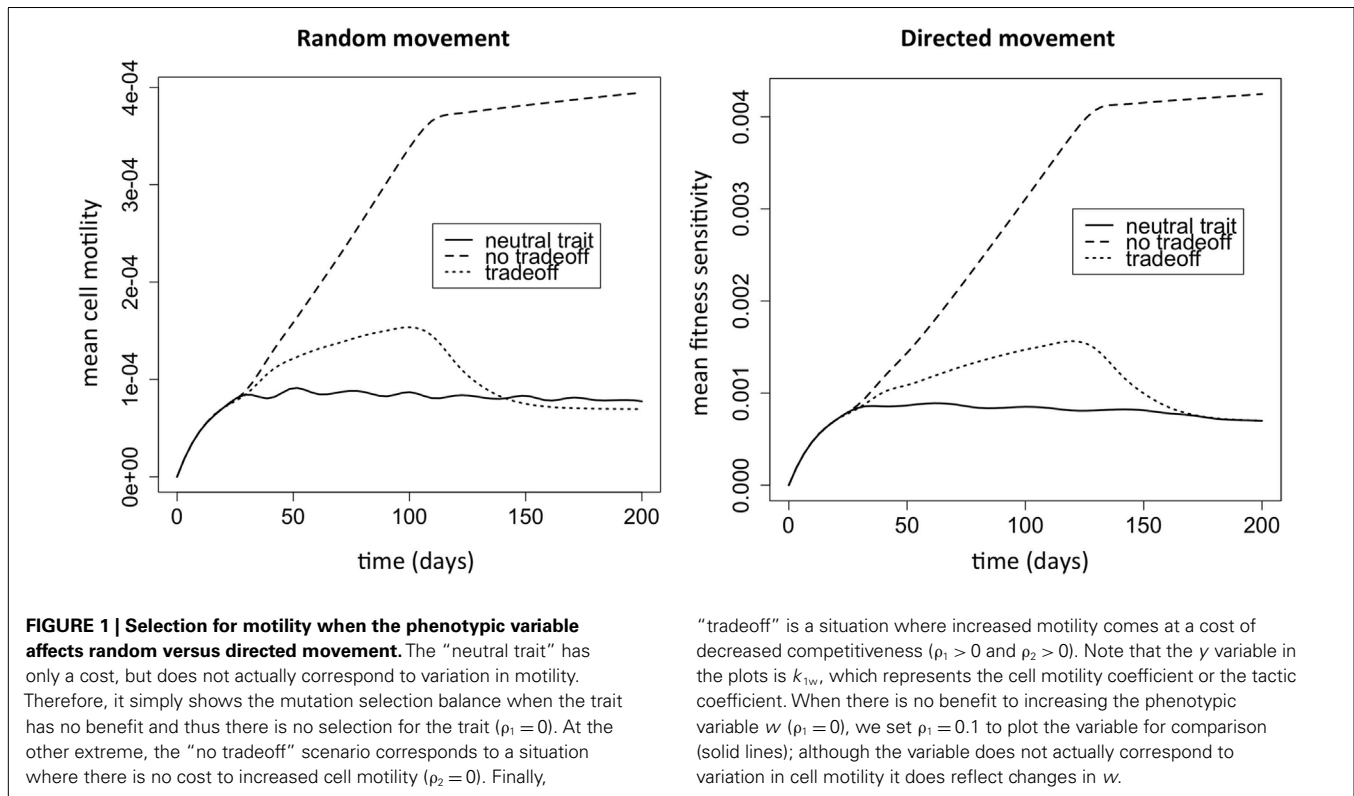 Random movement
mean cell motility
4e-04
3e-04
2e-04
1e-04
0e+00
neutral trait
no tradeoff
tradeoff
0 50 100 150 200
time (days)
Directed movement
mean fitness sensitivity
0.004
0.003
0.002
0.001
0.000
neutral trait
no tradeoff
tradeoff
0 50 100 150 200
time (days)
FIGURE 1 | Selection for motility when the phenotypic variable
affects random versus directed movement. The “neutral trait” has
only a cost, but does not actually correspond to variation in motility.
Therefore, it simply shows the mutation selection balance when the trait
has no benefit and thus there is no selection for the trait (ρ₁ = 0). At the
other extreme, the “no tradeoff” scenario corresponds to a situation
where there is no cost to increased cell motility (ρ₂ = 0). Finally,
“tradeoff” is a situation where increased motility comes at a cost of
decreased competitiveness (ρ₁ > 0 and ρ₂ > 0). Note that the y variable in
the plots is k₁w, which represents the cell motility coefficient or the tactic
coefficient. When there is no benefit to increasing the phenotypic
variable w (ρ₁ = 0), we set ρ₁ = 0.1 to plot the variable for comparison
(solid lines); although the variable does not actually correspond to
variation in cell motility it does reflect changes in w.